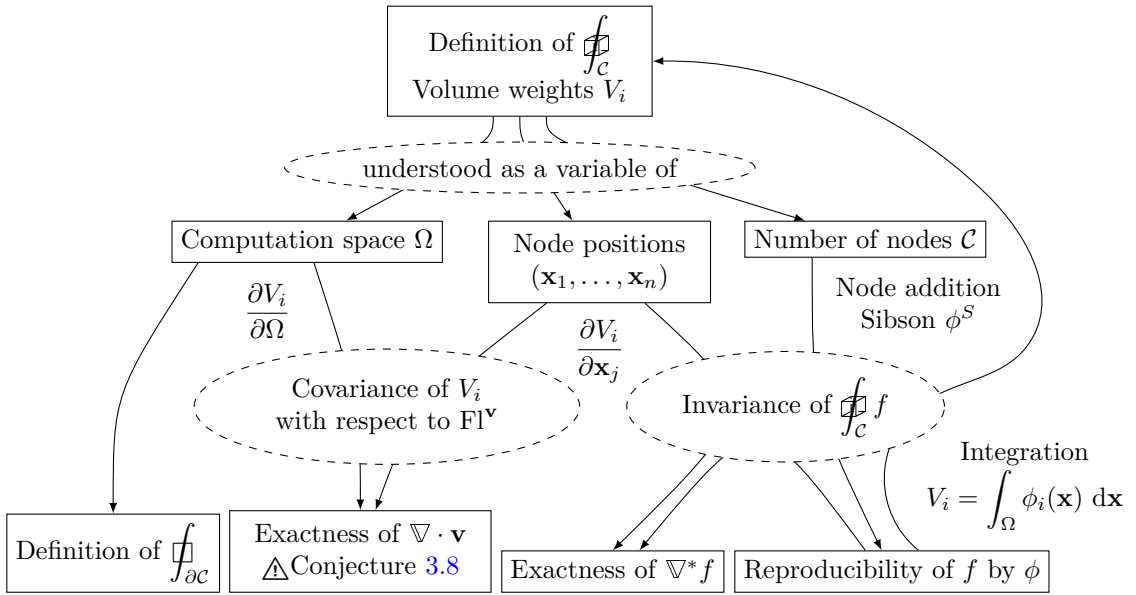 Definition of ∮_𝒞
Volume weights V_i
understood as a variable of
Computation space Ω
Node positions
(x_1, . . . , x_n)
Number of nodes 𝒞
∂V_i
∂Ω
∂V_i
∂x_j
Node addition
Sibson ϕ^S
Covariance of V_i
with respect to Fl^v
Invariance of ∮_𝒞 f
Integration
V_i = ∫_Ω ϕ_i(x) dx
Definition of ∮_∂𝒞
Exactness of 𝕍 · v
⚠Conjecture 3.8
Exactness of 𝕍* f
Reproducibility of f by ϕ